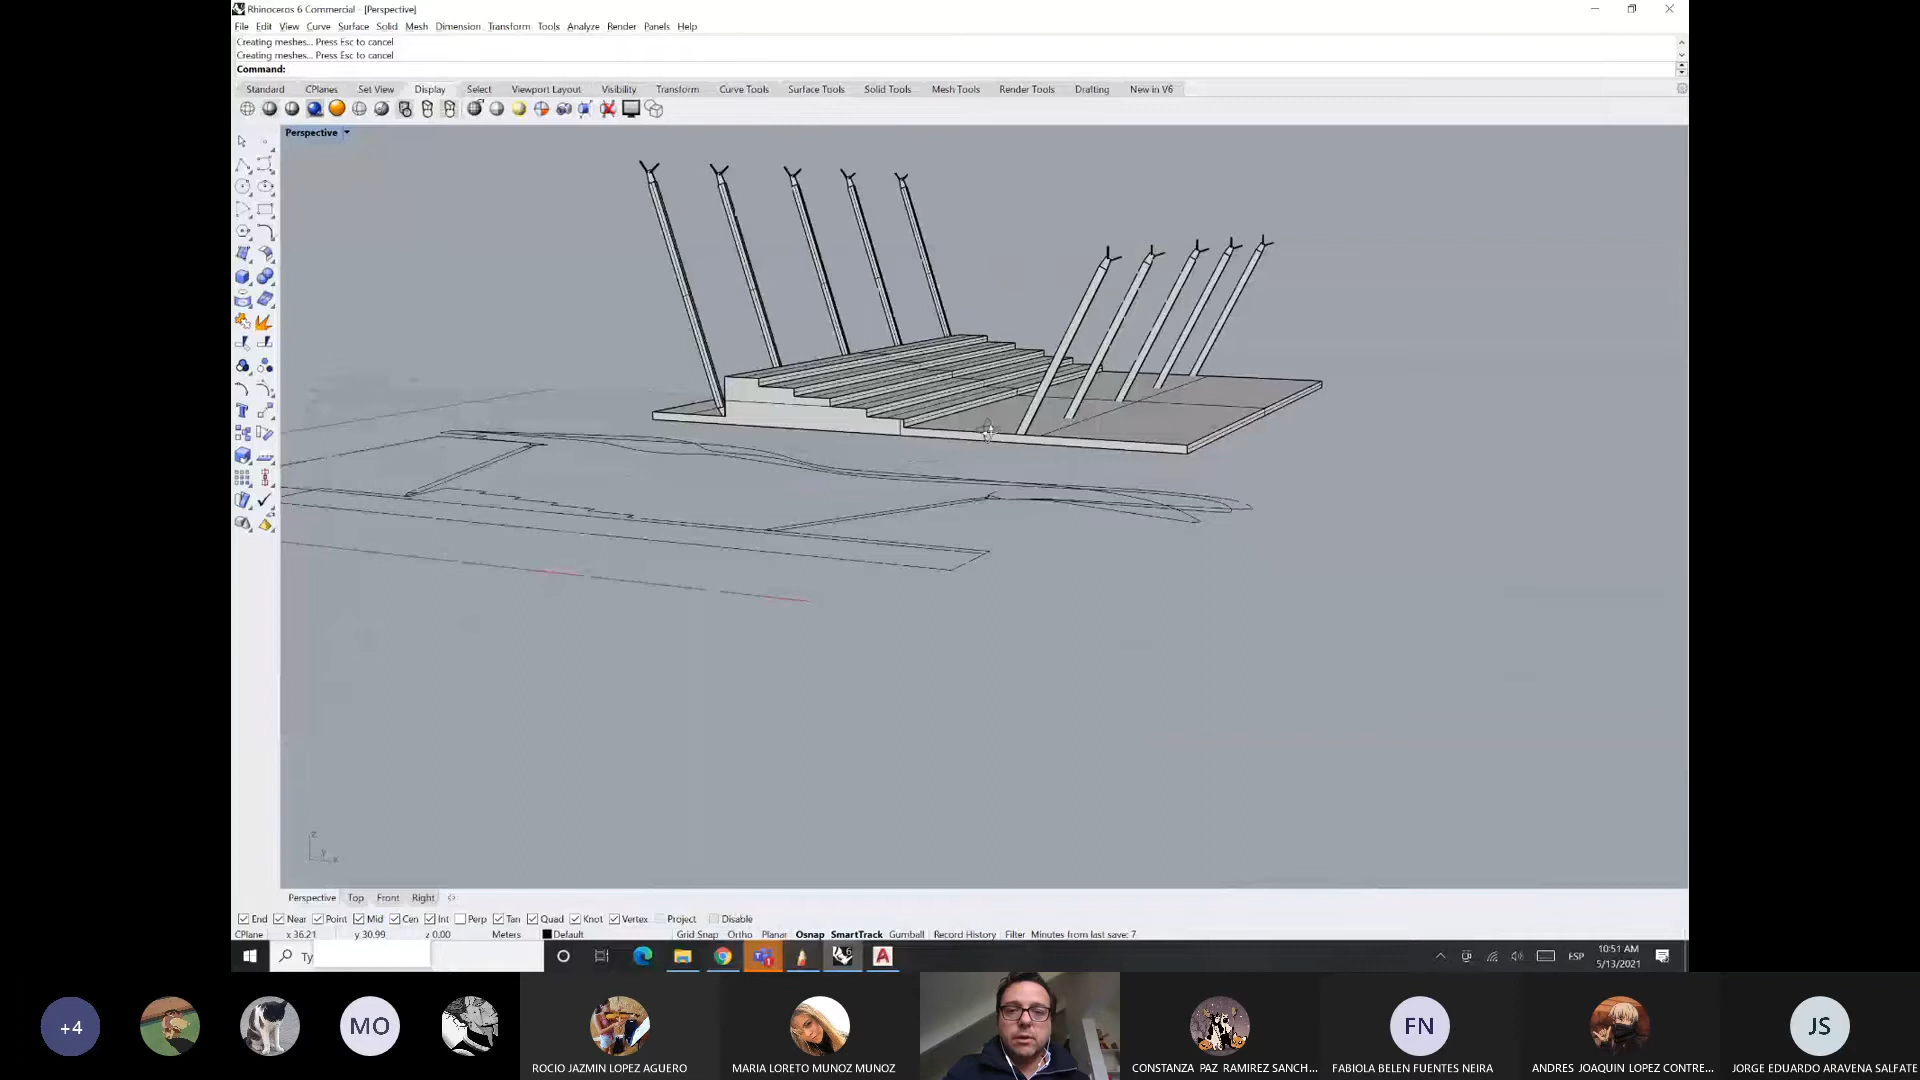 Rhinoceros 6 Commercial - [Perspective]
File Edit View Curve Surface Solid Mesh Dimension Transform Tools Analyze Render Panels Help
Creating meshes... Press Esc to cancel
Creating meshes... Press Esc to cancel
Command:
Standard CPlanes Set View Display Select Viewport Layout Visibility Transform Curve Tools Surface Tools Solid Tools Mesh Tools Render Tools Drafting New in V6
Perspective
z
y
x
Perspective Top Front Right
End Near Point Mid Cen Int Perp Tan Quad Knot Vertex Project Disable
CPlane x 36.21 y 30.99 z 0.00 Meters Default Grid Snap Ortho Planar Osnap SmartTrack Gumball Record History Filter Minutes from last save: 7
Ty
ESP
10:51 AM
5/13/2021
+4
MO
FN
JS
ROCIO JAZMIN LOPEZ AGUERO
MARIA LORETO MUNOZ MUNOZ
CONSTANZA PAZ RAMIREZ SANCH...
FABIOLA BELEN FUENTES NEIRA
ANDRES JOAQUIN LOPEZ CONTRE...
JORGE EDUARDO ARAVENA SALFATE